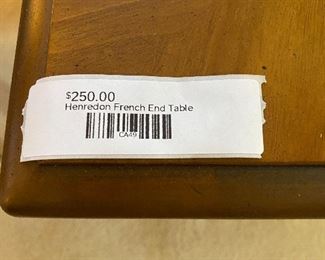 $250.00
Henredon French End Table
CA49